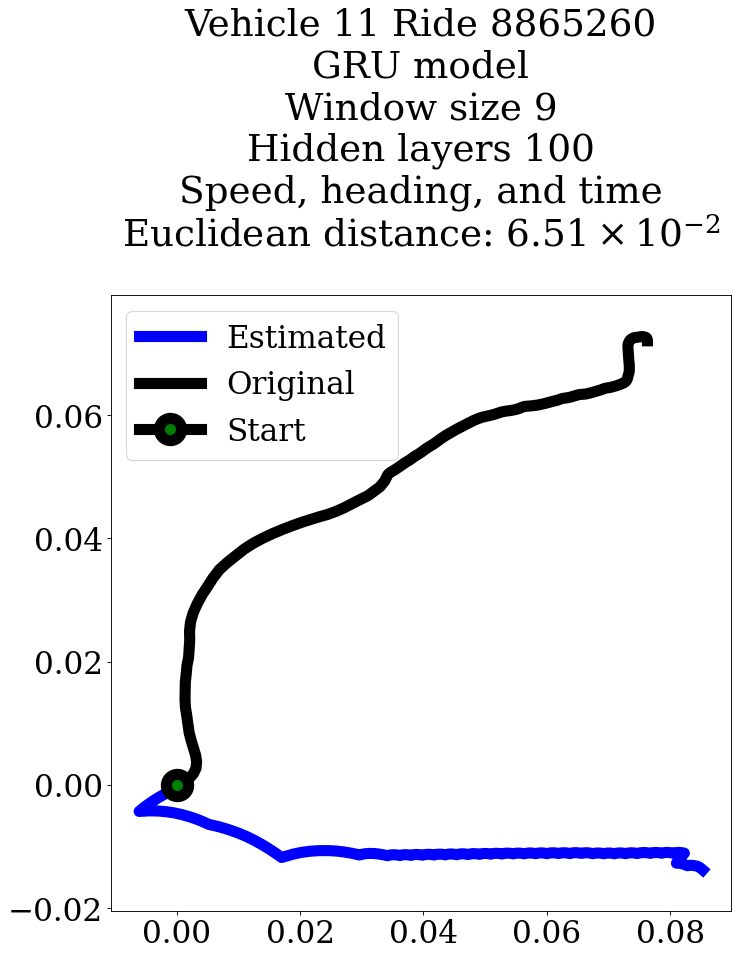 Vehicle 11 Ride 8865260
GRU model
Window size 9
Hidden layers 100
Speed, heading, and time
Euclidean distance: 6.51 × 10⁻²
Estimated
Original
Start
0.06
0.04
0.02
0.00
−0.02
0.00 0.02 0.04 0.06 0.08